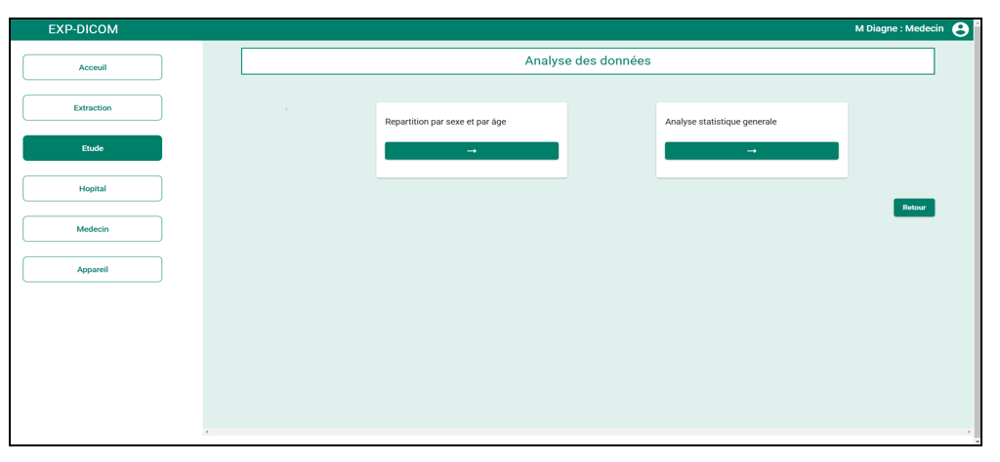 EXP-DICOM
M Diagne : Medecin
Acceuil
Extraction
Etude
Hopital
Medecin
Appareil
Analyse des données
Repartition par sexe et par âge
→
Analyse statistique generale
→
Retour